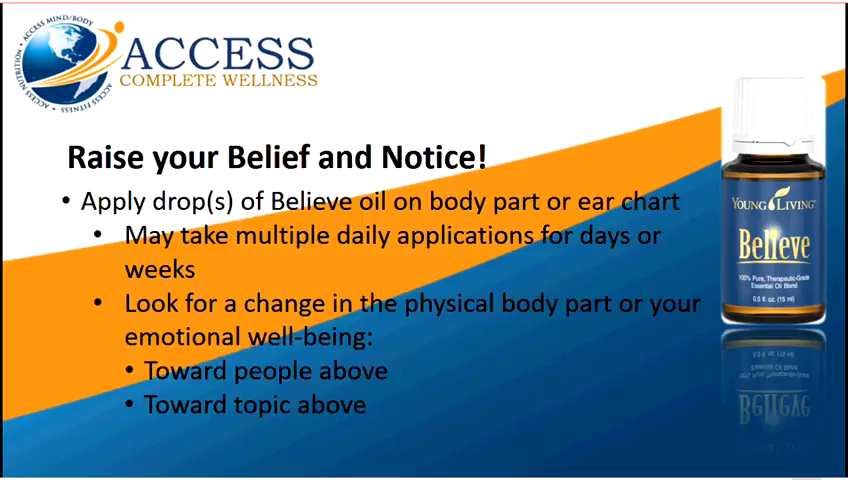 ACCESS MIND/BODY
ACCESS NUTRITION
ACCESS FITNESS
ACCESS
COMPLETE WELLNESS
Raise your Belief and Notice!
• Apply drop(s) of Believe oil on body part or ear chart
• May take multiple daily applications for days or
weeks
• Look for a change in the physical body part or your
emotional well-being:
• Toward people above
• Toward topic above
YOUNG LIVING™
Believe
100% Pure, Therapeutic-Grade
Essential Oil Blend
0.5 fl. oz. (15 ml)